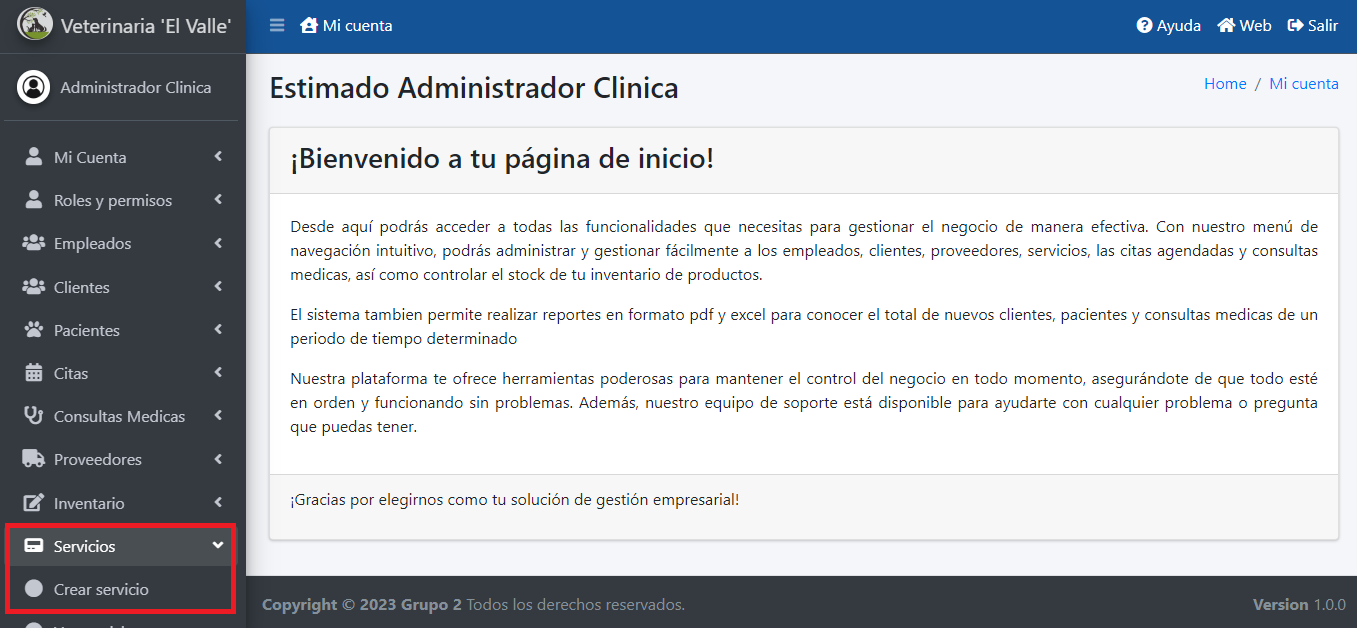 Veterinaria 'El Valle'
Mi cuenta
Ayuda
Web
Salir
Administrador Clinica
Mi Cuenta
Roles y permisos
Empleados
Clientes
Pacientes
Citas
Consultas Medicas
Proveedores
Inventario
Servicios
Crear servicio
Estimado Administrador Clinica
Home / Mi cuenta
¡Bienvenido a tu página de inicio!
Desde aquí podrás acceder a todas las funcionalidades que necesitas para gestionar el negocio de manera efectiva. Con nuestro menú de
navegación intuitivo, podrás administrar y gestionar fácilmente a los empleados, clientes, proveedores, servicios, las citas agendadas y consultas
medicas, así como controlar el stock de tu inventario de productos.
El sistema tambien permite realizar reportes en formato pdf y excel para conocer el total de nuevos clientes, pacientes y consultas medicas de un
periodo de tiempo determinado
Nuestra plataforma te ofrece herramientas poderosas para mantener el control del negocio en todo momento, asegurándote de que todo esté
en orden y funcionando sin problemas. Además, nuestro equipo de soporte está disponible para ayudarte con cualquier problema o pregunta
que puedas tener.
¡Gracias por elegirnos como tu solución de gestión empresarial!
Copyright © 2023 Grupo 2 Todos los derechos reservados.
Version 1.0.0